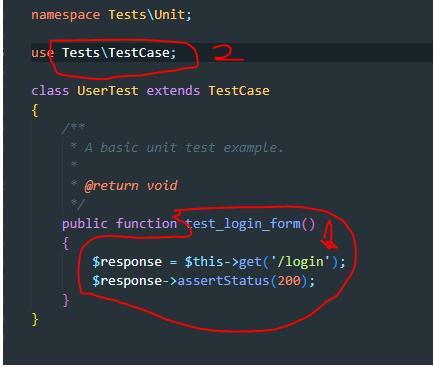 namespace Tests\Unit;
use Tests\TestCase; 2
class UserTest extends TestCase
{
/**
* A basic unit test example.
*
* @return void
*/
public function test_login_form()
{ 1
$response = $this->get('/login');
$response->assertStatus(200);
}
}